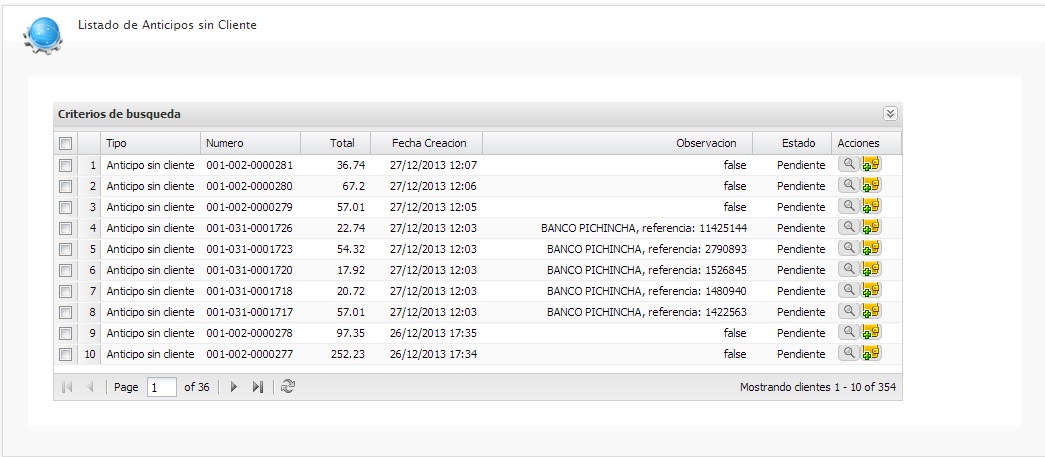 Listado de Anticipos sin Cliente
Criterios de busqueda
Tipo Numero Total Fecha Creacion Observacion Estado Acciones
1 Anticipo sin cliente 001-002-0000281 36.74 27/12/2013 12:07 false Pendiente
2 Anticipo sin cliente 001-002-0000280 67.2 27/12/2013 12:06 false Pendiente
3 Anticipo sin cliente 001-002-0000279 57.01 27/12/2013 12:05 false Pendiente
4 Anticipo sin cliente 001-031-0001726 22.74 27/12/2013 12:03 BANCO PICHINCHA, referencia: 11425144 Pendiente
5 Anticipo sin cliente 001-031-0001723 54.32 27/12/2013 12:03 BANCO PICHINCHA, referencia: 2790893 Pendiente
6 Anticipo sin cliente 001-031-0001720 17.92 27/12/2013 12:03 BANCO PICHINCHA, referencia: 1526845 Pendiente
7 Anticipo sin cliente 001-031-0001718 20.72 27/12/2013 12:03 BANCO PICHINCHA, referencia: 1480940 Pendiente
8 Anticipo sin cliente 001-031-0001717 57.01 27/12/2013 12:03 BANCO PICHINCHA, referencia: 1422563 Pendiente
9 Anticipo sin cliente 001-002-0000278 97.35 26/12/2013 17:35 false Pendiente
10 Anticipo sin cliente 001-002-0000277 252.23 26/12/2013 17:34 false Pendiente
Page 1 of 36 Mostrando clientes 1 - 10 of 354